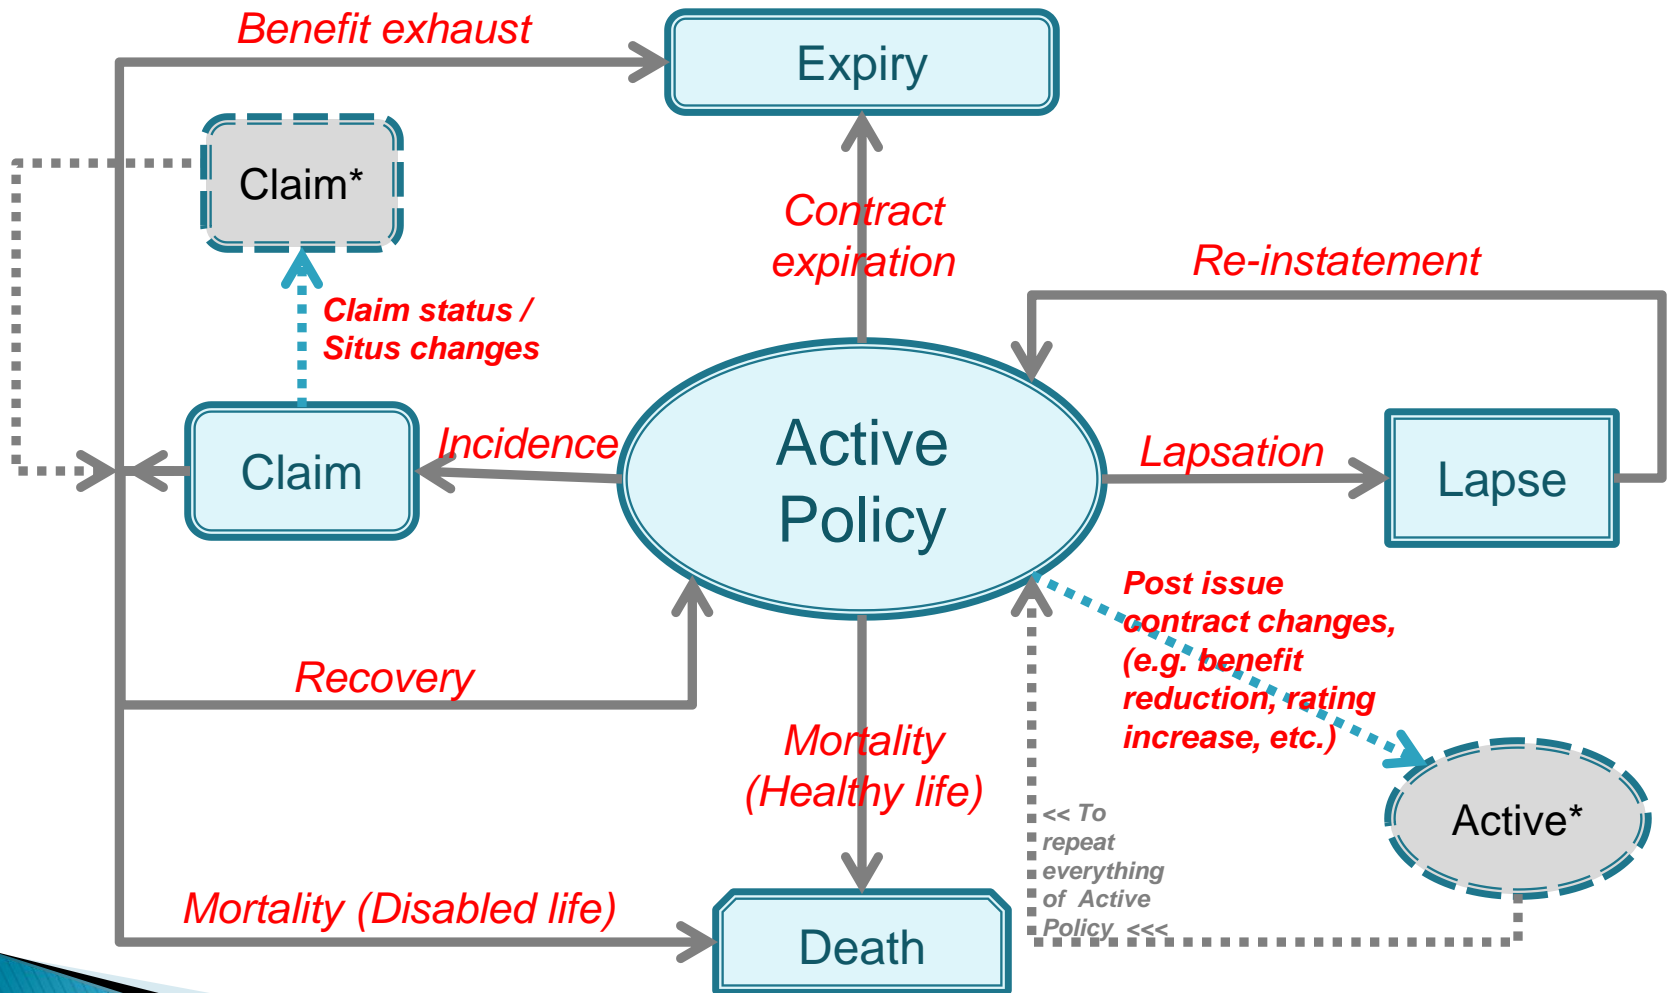 Benefit exhaust
Expiry
Claim*
Contract
expiration
Re-instatement
Claim status /
Situs changes
Incidence
Claim
Active
Policy
Lapsation
Lapse
Post issue
contract changes,
(e.g. benefit
reduction, rating
increase, etc.)
Recovery
Mortality
(Healthy life)
<< To
repeat
everything
of Active
Policy <<<
Active*
Mortality (Disabled life)
Death